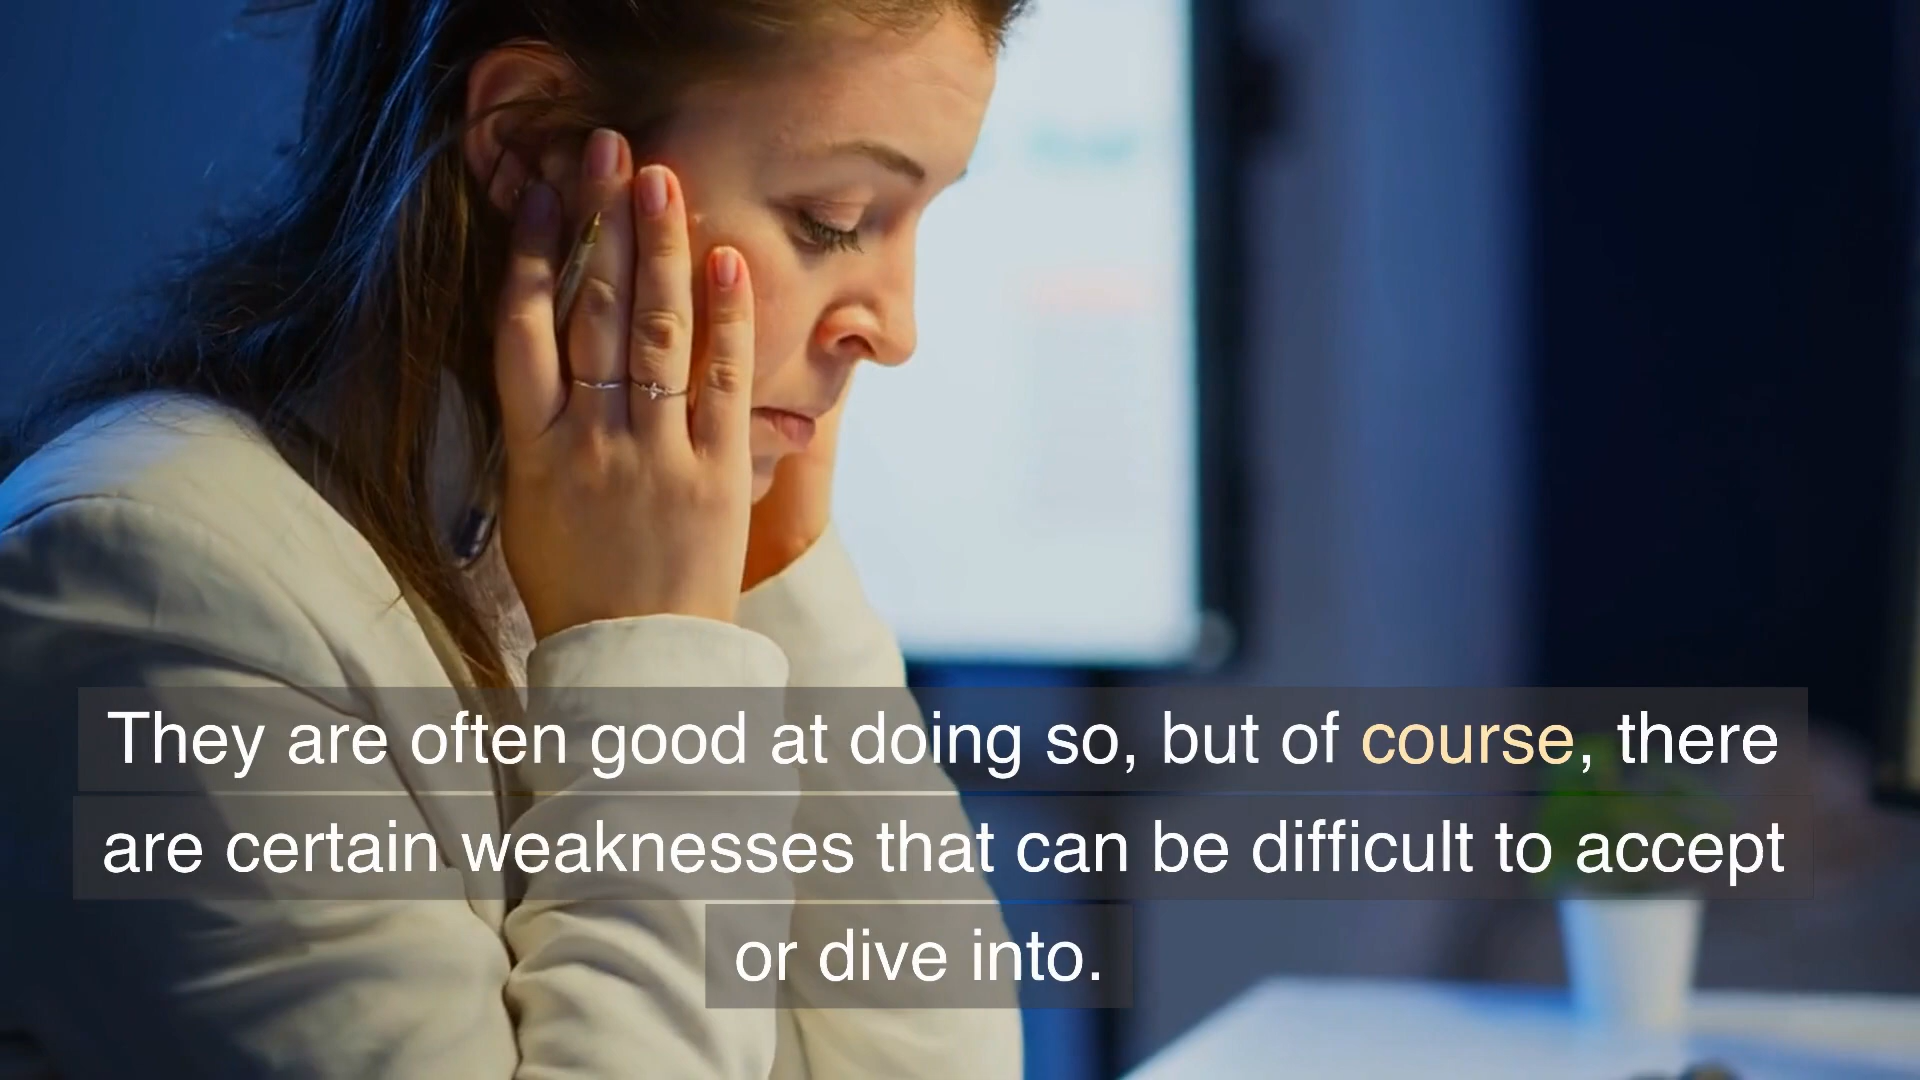 They are often good at doing so, but of course, there
are certain weaknesses that can be difficult to accept
or dive into.